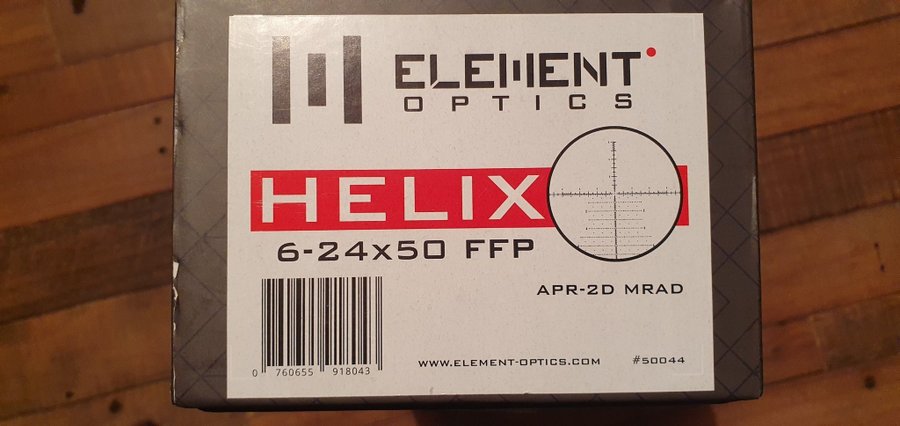 ELEMENT
OPTICS
HELIX
6-24x50 FFP
APR-2D MRAD
0 760655 918043
WWW.ELEMENT-OPTICS.COM #50044